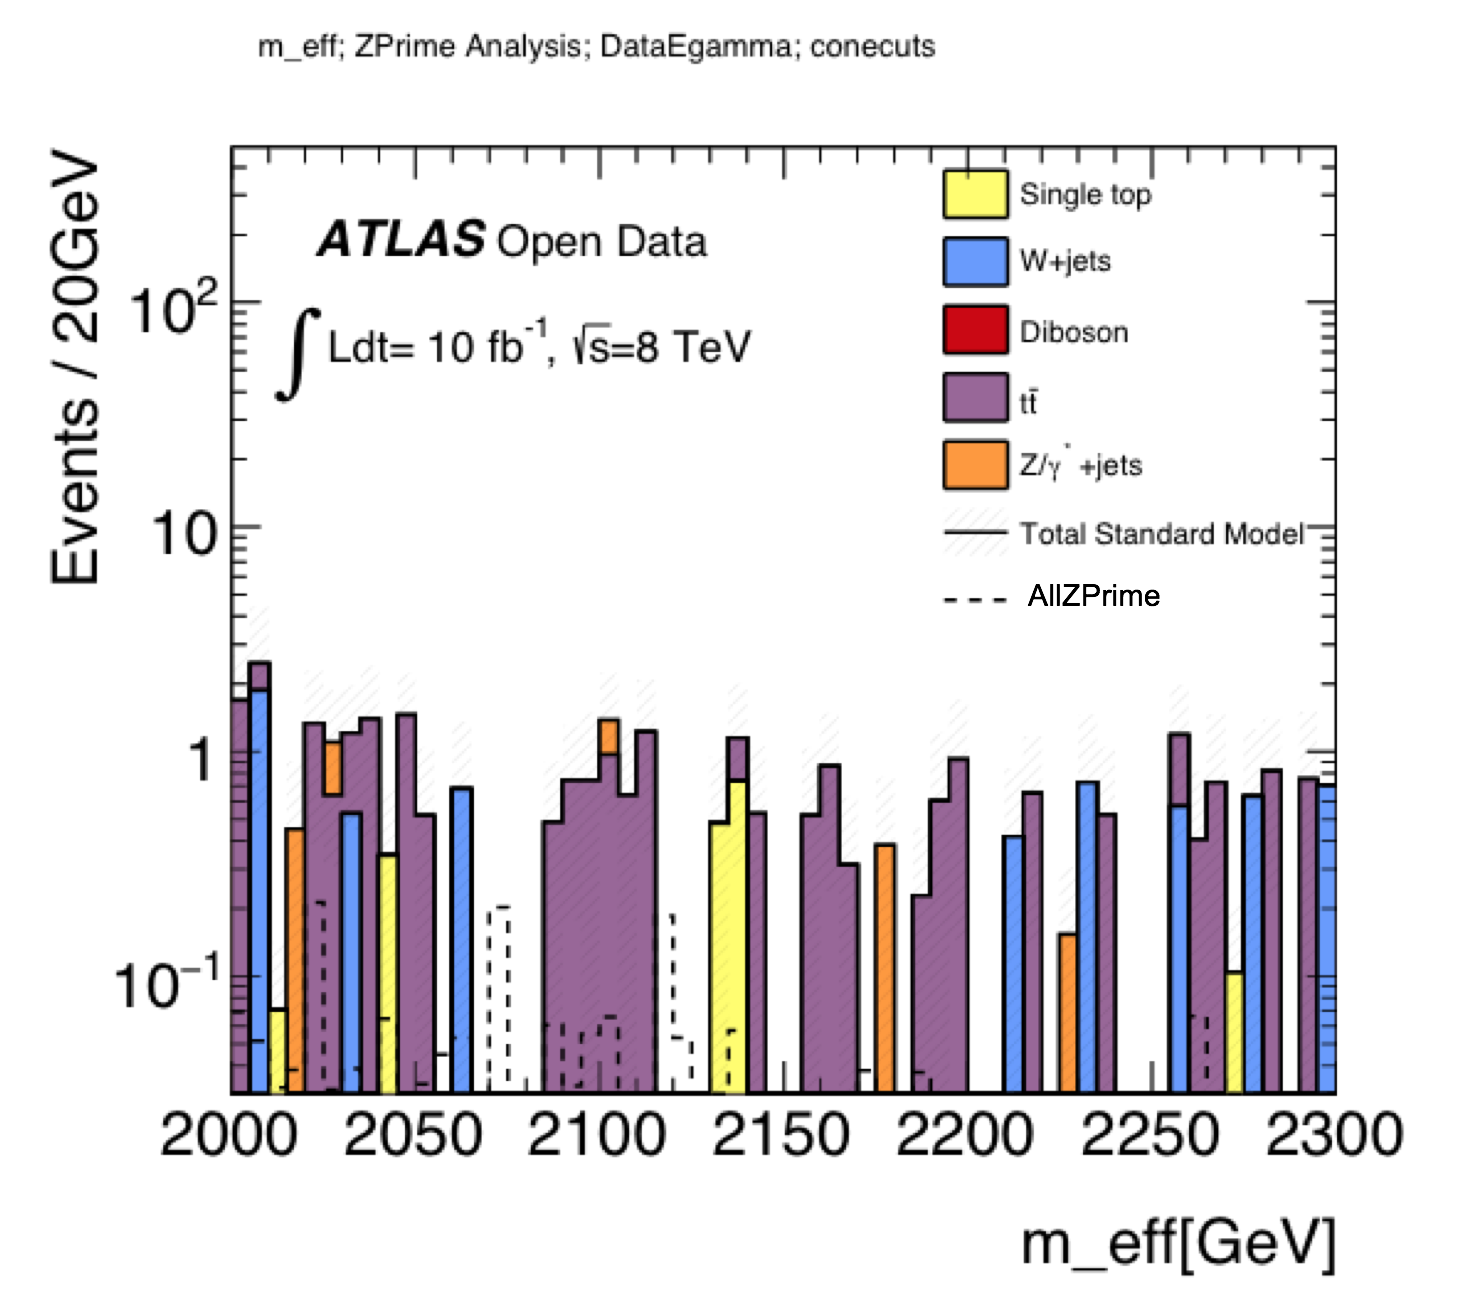 m_eff; ZPrime Analysis; DataEgamma; conecuts
Events / 20GeV
ATLAS Open Data
∫ Ldt= 10 fb⁻¹, √s=8 TeV
Single top
W+jets
Diboson
tt̄
Z/γ* +jets
Total Standard Model
AllZPrime
10²
10
1
10⁻¹
2000 2050 2100 2150 2200 2250 2300
m_eff[GeV]